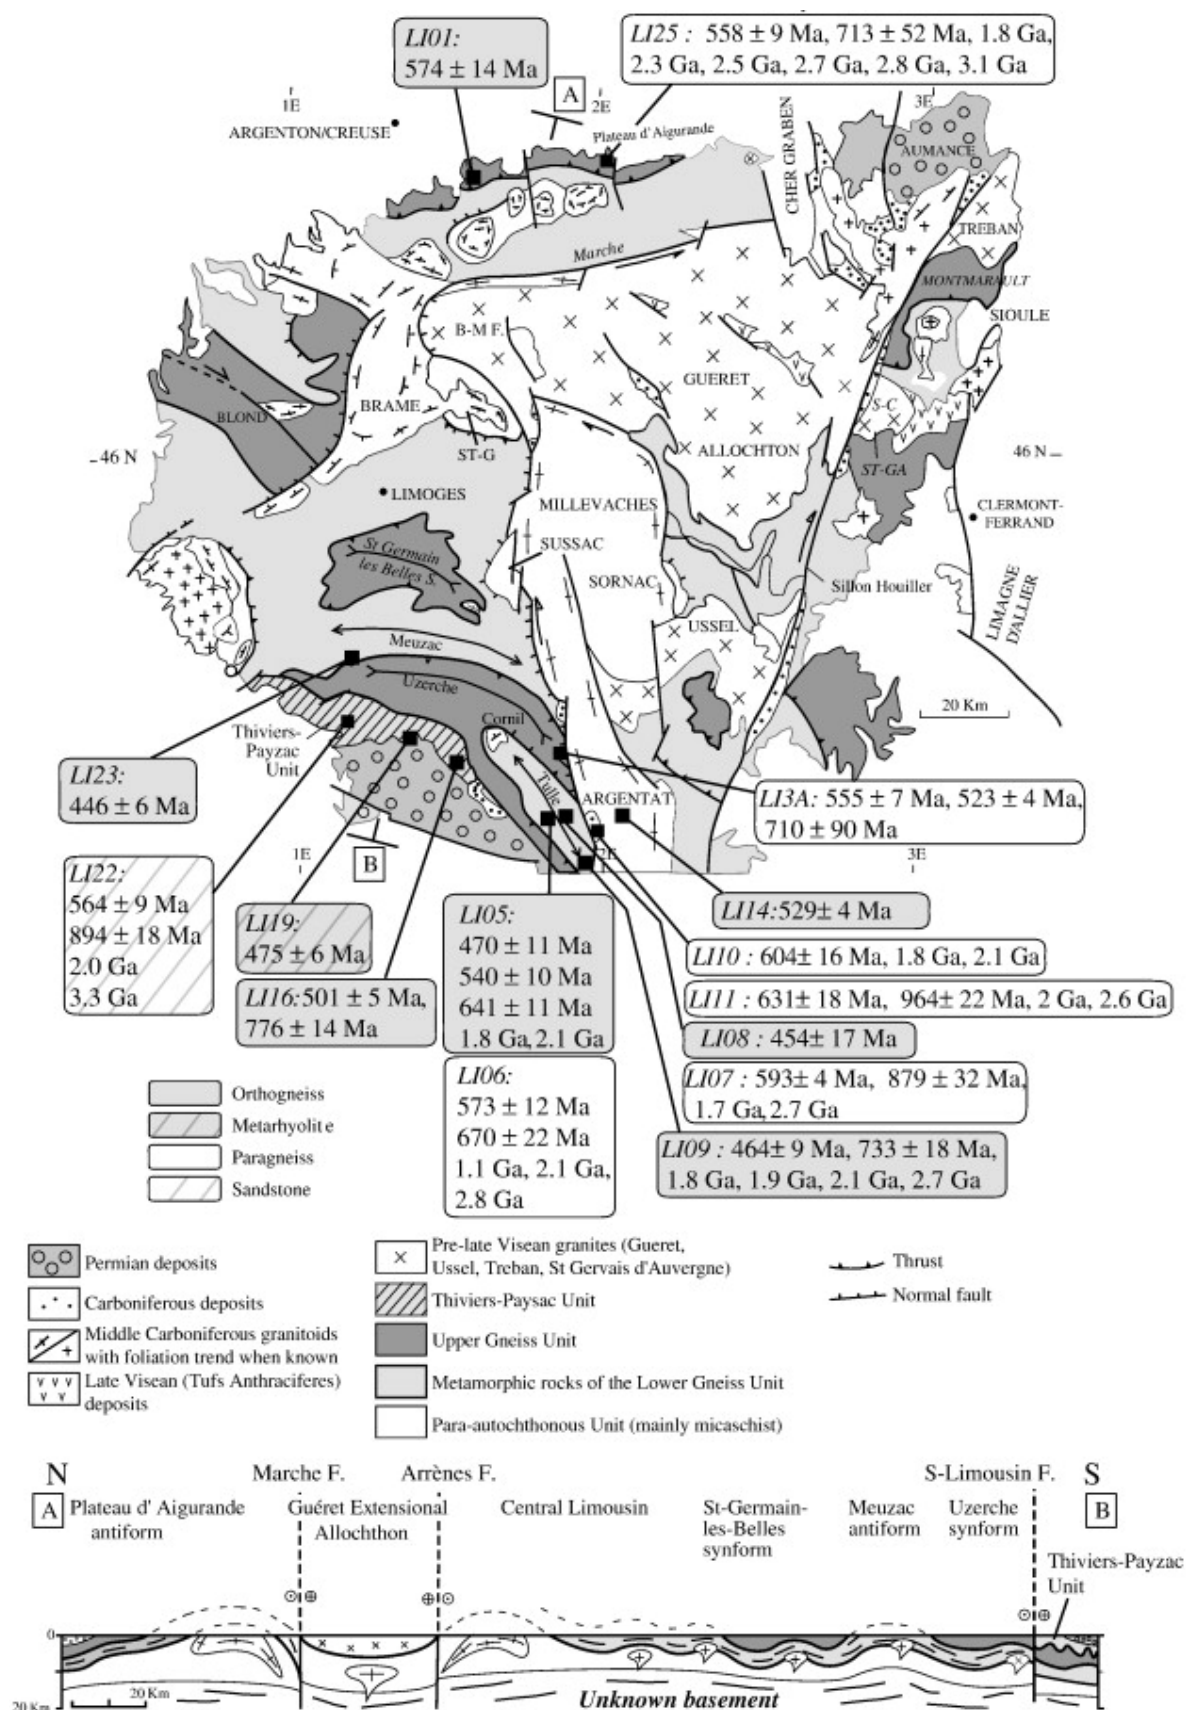 LI01:
574 ± 14 Ma
LI25 : 558 ± 9 Ma, 713 ± 52 Ma, 1.8 Ga,
2.3 Ga, 2.5 Ga, 2.7 Ga, 2.8 Ga, 3.1 Ga
1E
A
2E
3E
ARGENTON/CREUSE
Plateau d'Aigurande
CHER GRABEN
AUMANCE
TREBAN
Marche
MONTMARAULT
SIOULE
B-M F.
GUERET
BLOND
BRAME
S-C
ST-G
ALLOCHTON
46 N
46 N
ST-GA
LIMOGES
MILLEVACHES
CLERMONT-
FERRAND
St Germain
les Belles S.
SUSSAC
SORNAC
Sillon Houiller
LIMAGNE
D'ALLIER
USSEL
Meuzac
Uzerche
20 Km
Cornil
Thiviers-
Payzac
Unit
Tulle
ARGENTAT
LI23:
446 ± 6 Ma
LI3A: 555 ± 7 Ma, 523 ± 4 Ma,
710 ± 90 Ma
1E
B
2E
3E
LI22:
564 ± 9 Ma
894 ± 18 Ma
2.0 Ga
3.3 Ga
LI19:
475 ± 6 Ma
LI16:501 ± 5 Ma,
776 ± 14 Ma
LI05:
470 ± 11 Ma
540 ± 10 Ma
641 ± 11 Ma
1.8 Ga, 2.1 Ga
LI14:529± 4 Ma
LI10 : 604± 16 Ma, 1.8 Ga, 2.1 Ga
LI11 : 631± 18 Ma, 964± 22 Ma, 2 Ga, 2.6 Ga
LI08 : 454± 17 Ma
LI06:
573 ± 12 Ma
670 ± 22 Ma
1.1 Ga, 2.1 Ga,
2.8 Ga
LI07 : 593± 4 Ma, 879± 32 Ma,
1.7 Ga, 2.7 Ga
LI09 : 464± 9 Ma, 733 ± 18 Ma,
1.8 Ga, 1.9 Ga, 2.1 Ga, 2.7 Ga
Orthogneiss
Metarhyolite
Paragneiss
Sandstone
Permian deposits
Carboniferous deposits
Middle Carboniferous granitoids
with foliation trend when known
Late Visean (Tufs Anthraciferes)
deposits
Pre-late Visean granites (Gueret,
Ussel, Treban, St Gervais d'Auvergne)
Thiviers-Paysac Unit
Upper Gneiss Unit
Metamorphic rocks of the Lower Gneiss Unit
Para-autochthonous Unit (mainly micaschist)
Thrust
Normal fault
N
Marche F.
Arrènes F.
S-Limousin F.
S
A
Plateau d' Aigurande
antiform
Guéret Extensional
Allochthon
Central Limousin
St-Germain-
les-Belles
synform
Meuzac
antiform
Uzerche
synform
B
Thiviers-Payzac
Unit
0
20 Km
20 Km
Unknown basement